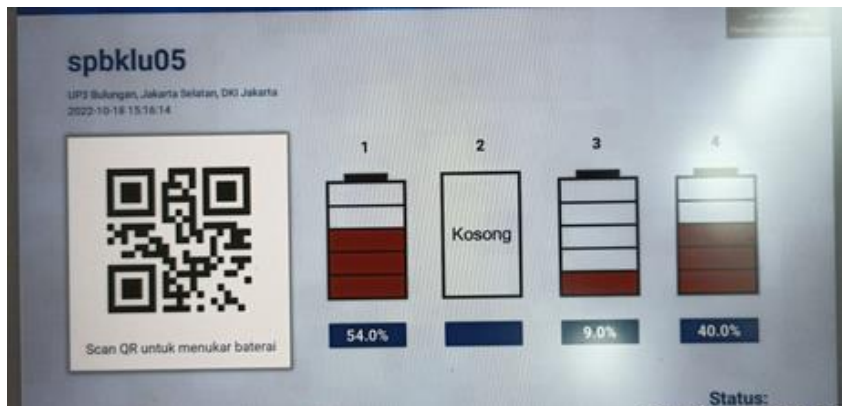 spbklu05
UP3 Bulungan, Jakarta Selatan, DKI Jakarta
2022-10-18 15:16:14
1 2 3 4
Kosong
54.0% 9.0% 40.0%
Scan QR untuk menukar baterai
Status: